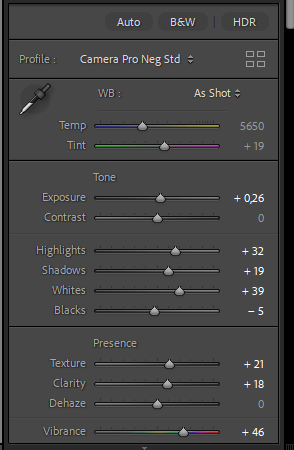 Auto B&W HDR
Profile : Camera Pro Neg Std
WB : As Shot
Temp 5650
Tint + 19
Tone
Exposure + 0,26
Contrast 0
Highlights + 32
Shadows + 19
Whites + 39
Blacks − 5
Presence
Texture + 21
Clarity + 18
Dehaze 0
Vibrance + 46